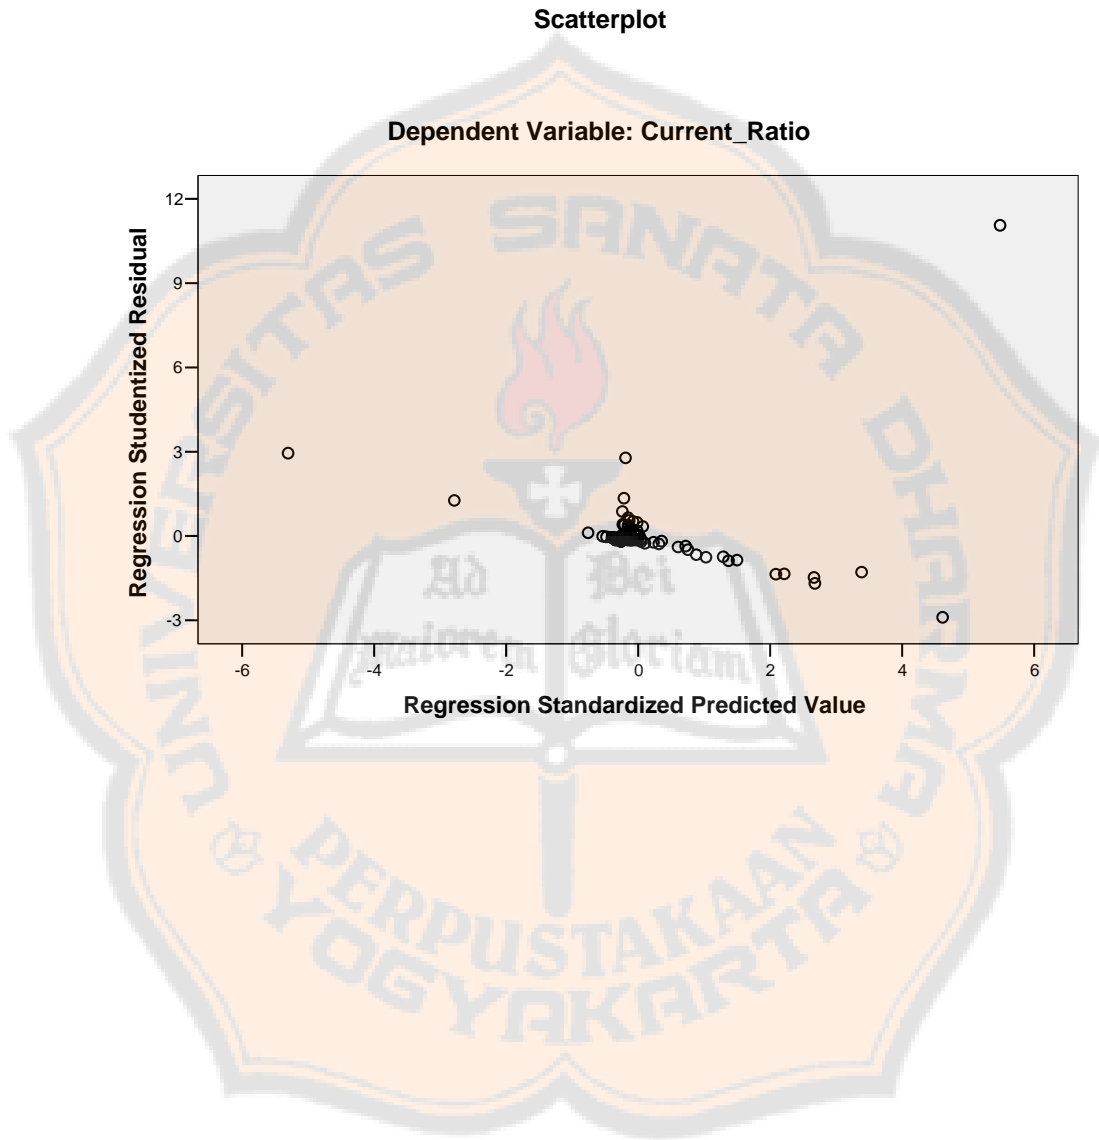 Scatterplot
Dependent Variable: Current_Ratio
Regression Studentized Residual
12
9
6
3
0
-3
-6
-4
-2
0
2
4
6
Regression Standardized Predicted Value
UNIVERSITAS SANATA DHARMA
Ad Dei
maiorem Gloriam
PERPUSTAKAAN
YOGYAKARTA